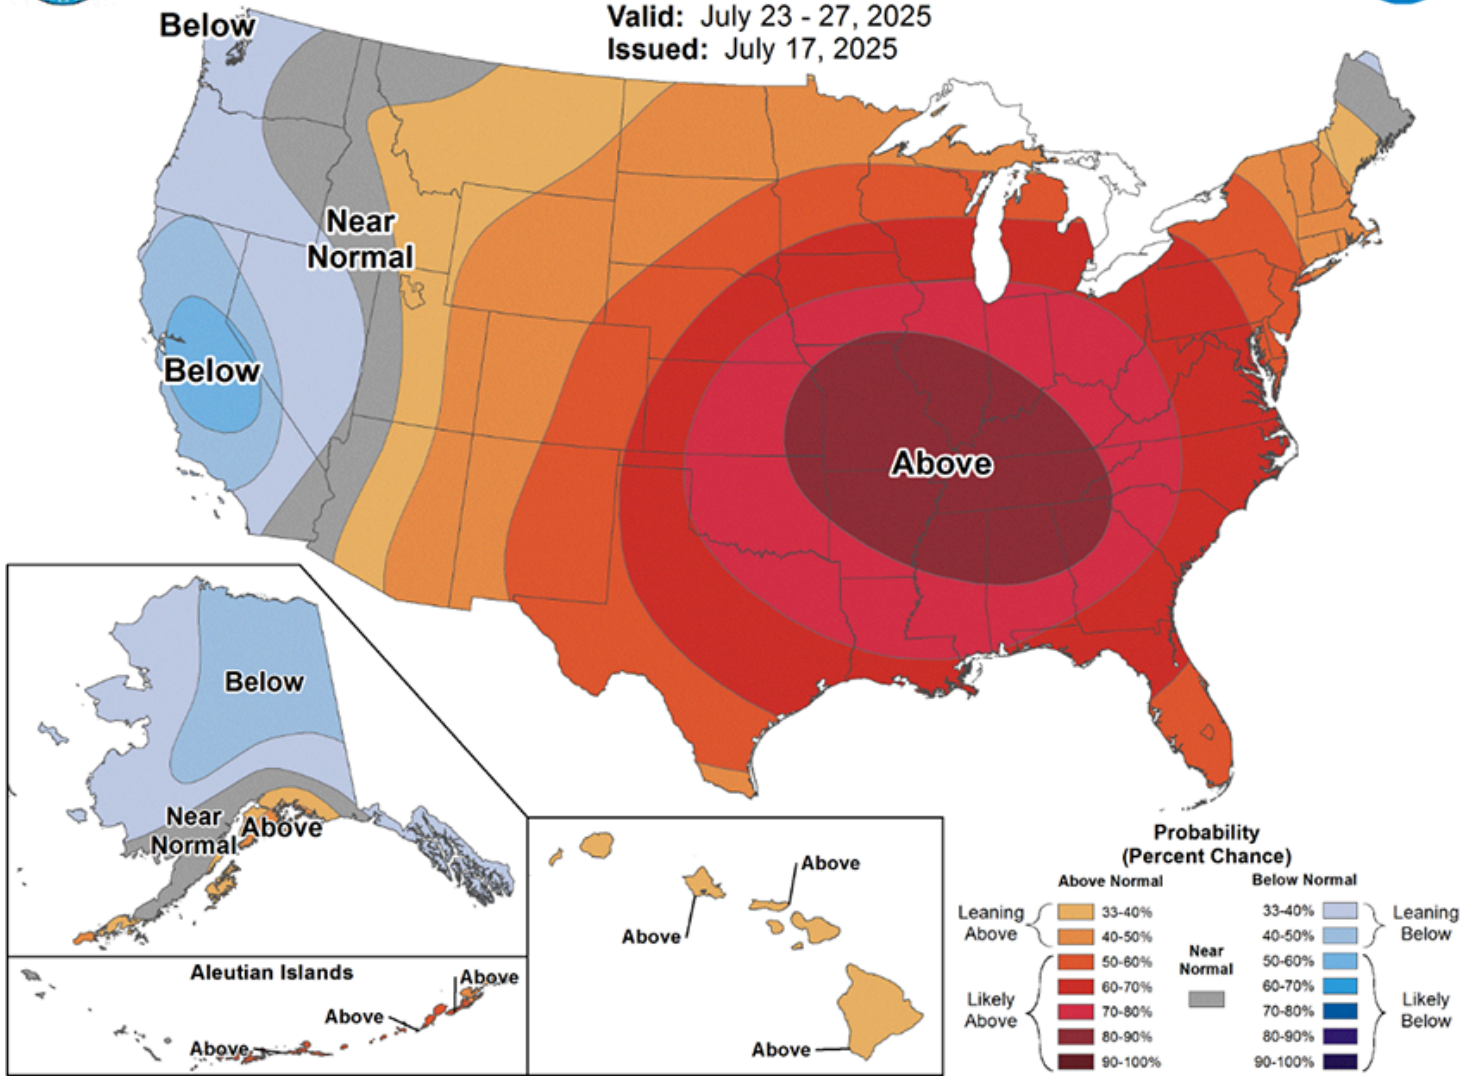 Valid: July 23 - 27, 2025
Issued: July 17, 2025
Below
Near
Normal
Below
Above
Below
Near
Normal
Above
Aleutian Islands
Above
Above
Above
Above
Above
Above
Probability
(Percent Chance)
Above Normal
Below Normal
Leaning
Above
33-40%
40-50%
Likely
Above
50-60%
60-70%
70-80%
80-90%
90-100%
Near
Normal
33-40%
40-50%
Leaning
Below
50-60%
60-70%
70-80%
80-90%
90-100%
Likely
Below